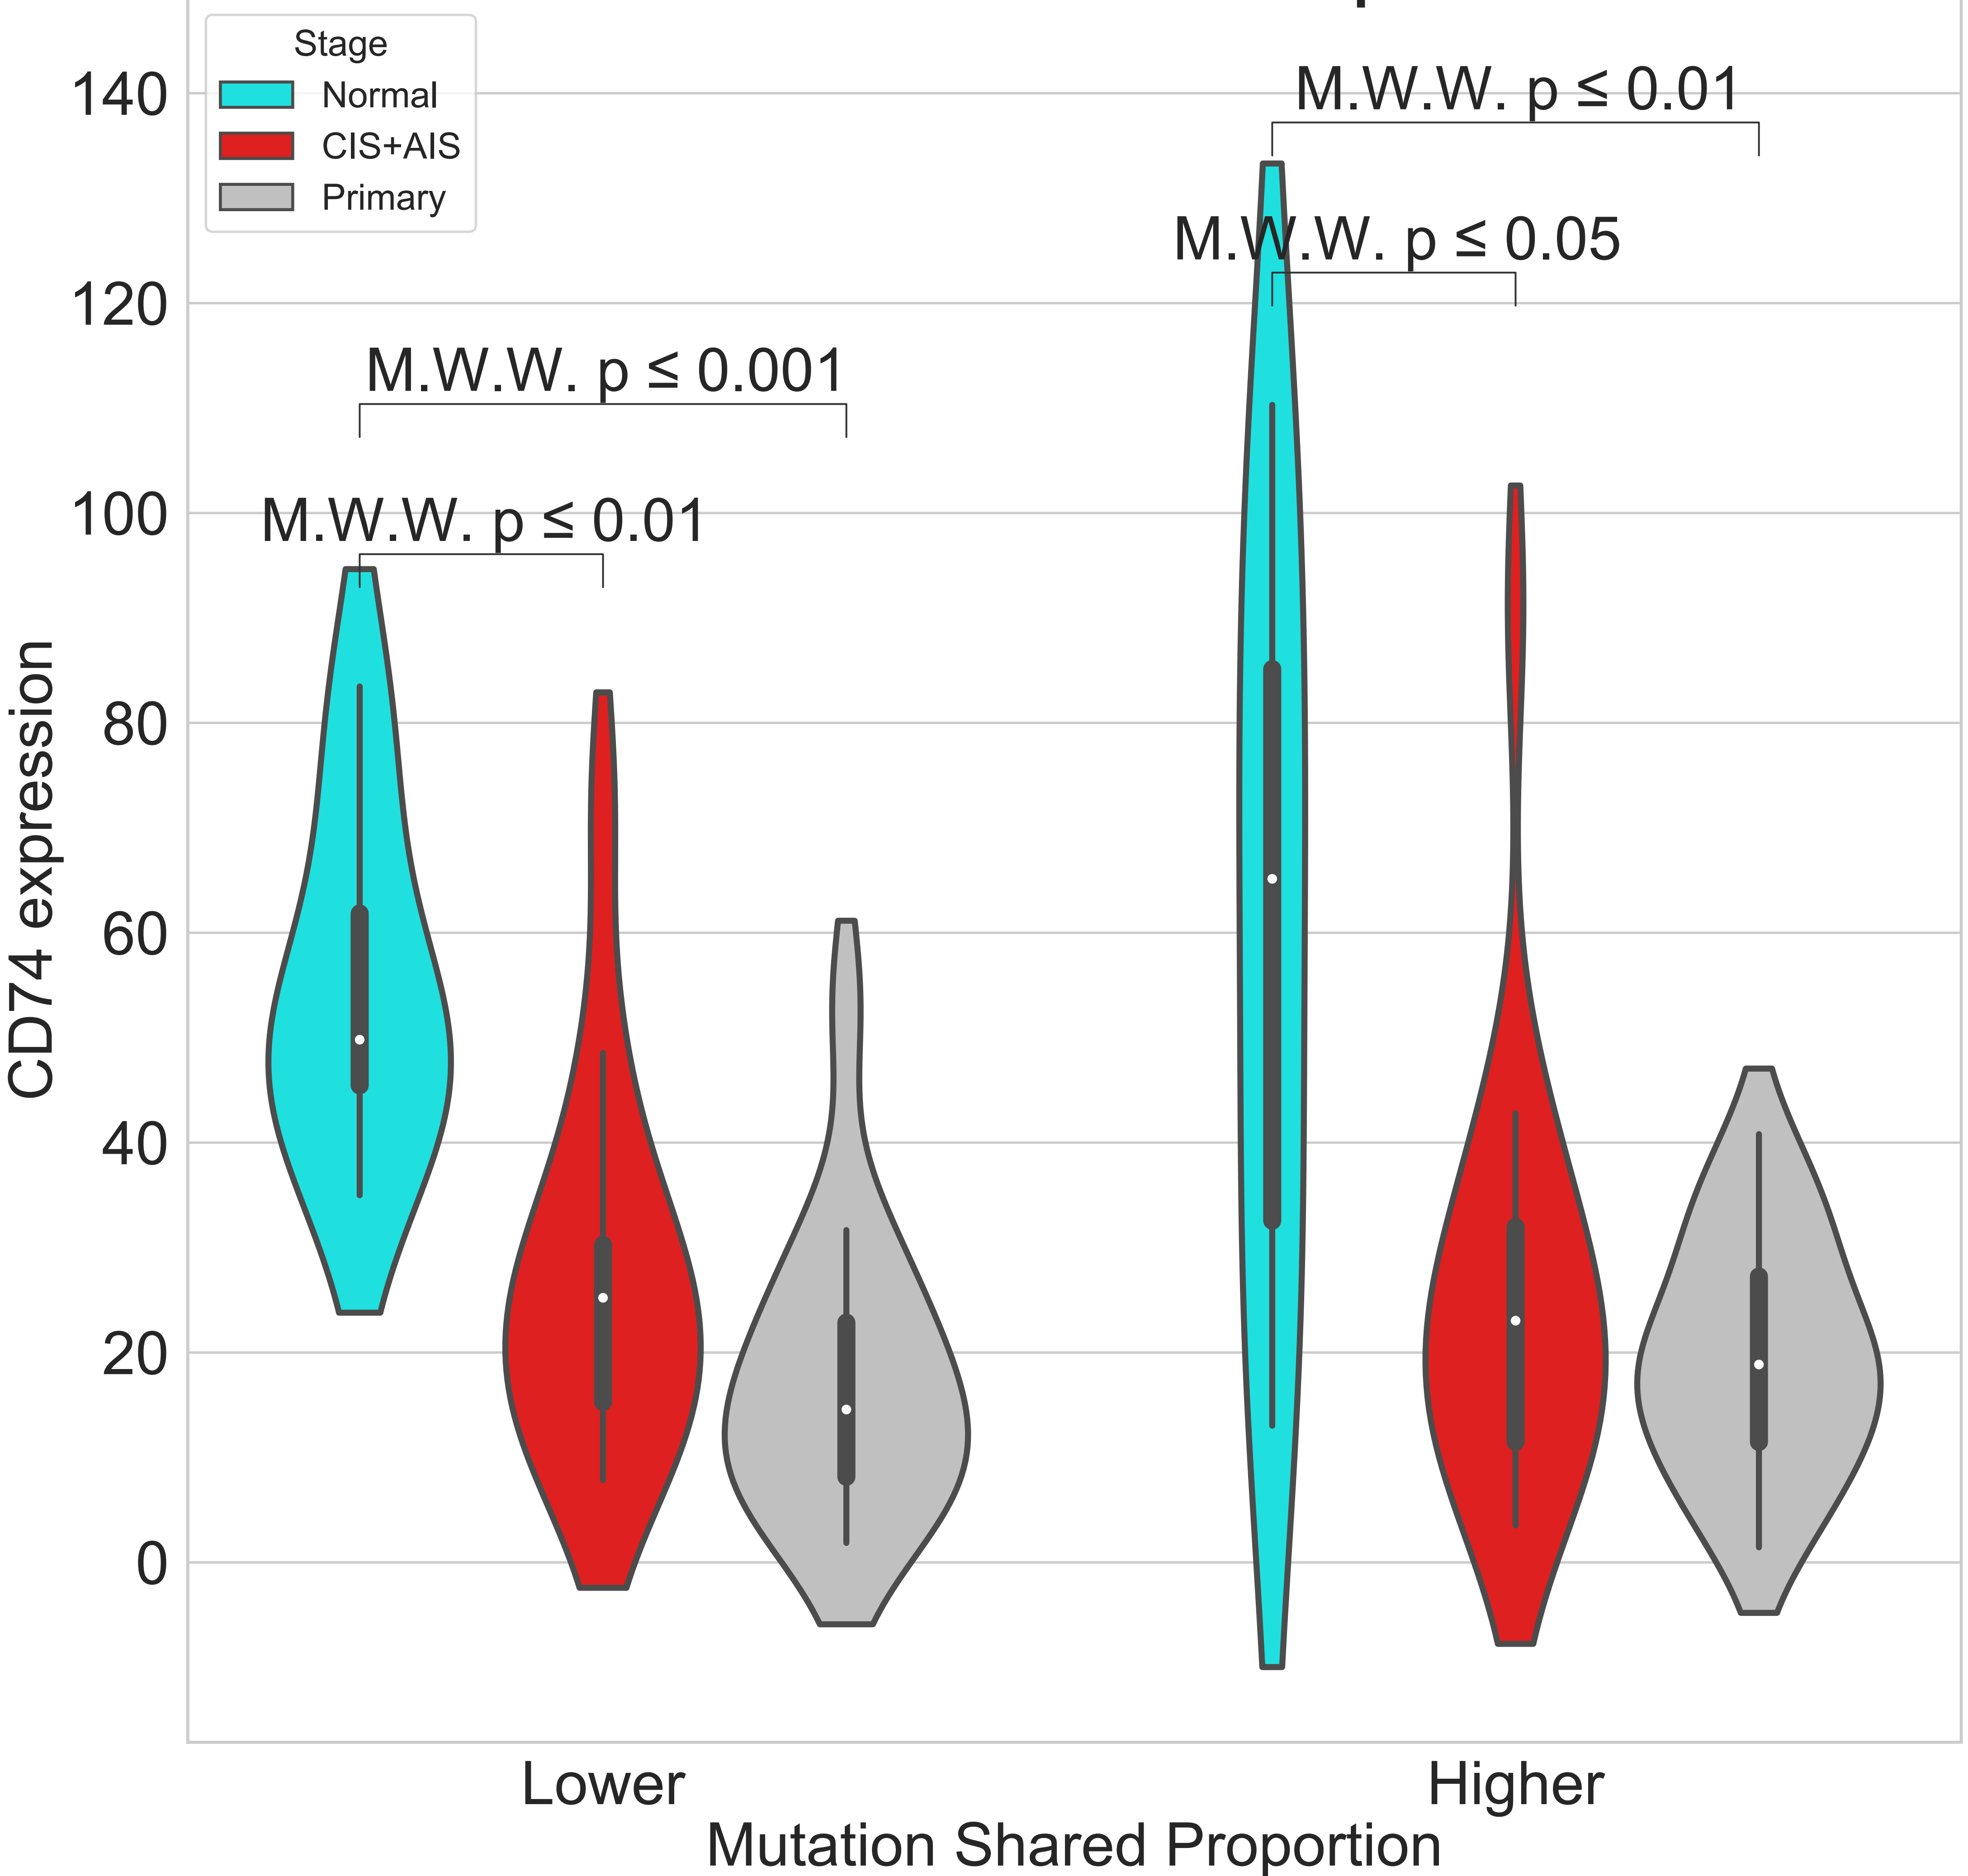 Stage
Normal
CIS+AIS
Primary
M.W.W. p ≤ 0.01
M.W.W. p ≤ 0.05
M.W.W. p ≤ 0.001
M.W.W. p ≤ 0.01
140
120
100
80
60
40
20
0
CD74 expression
Lower
Higher
Mutation Shared Proportion